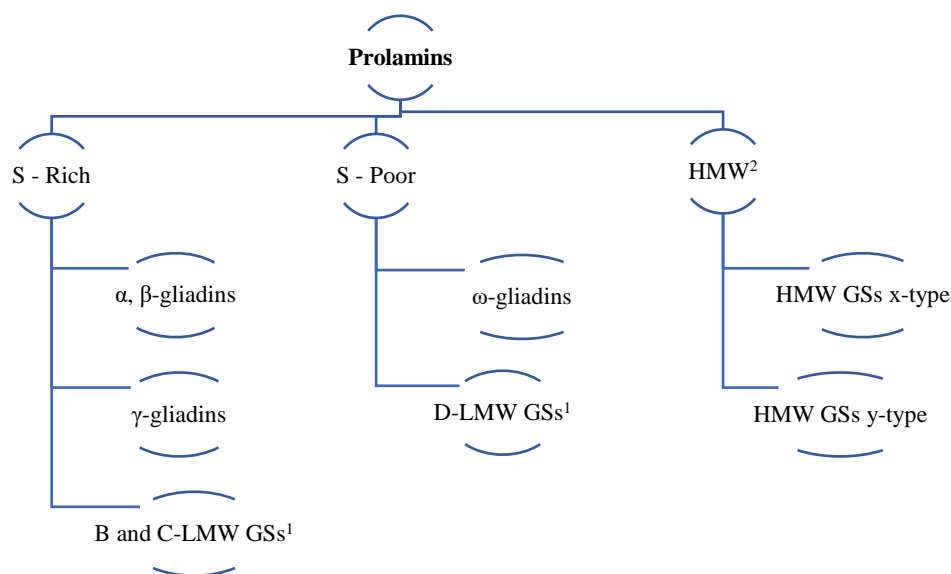 Prolamins
S - Rich
S - Poor
HMW²
α, β-gliadins
ω-gliadins
HMW GSs x-type
γ-gliadins
D-LMW GSs¹
HMW GSs y-type
B and C-LMW GSs¹